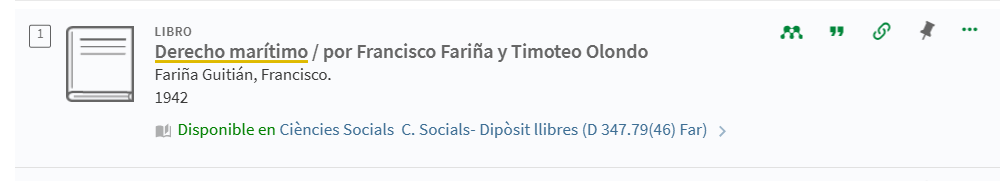 1
LIBRO
Derecho marítimo / por Francisco Fariña y Timoteo Olondo
Fariña Guitián, Francisco.
1942
Disponible en Ciències Socials C. Socials- Dipòsit llibres (D 347.79(46) Far)